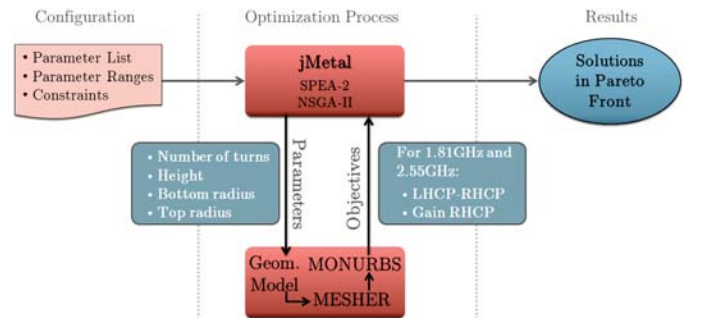 Configuration
Optimization Process
Results
• Parameter List
• Parameter Ranges
• Constraints
jMetal
SPEA-2
NSGA-II
Solutions
in Pareto
Front
• Number of turns
• Height
• Bottom radius
• Top radius
Parameters
Objectives
For 1.81GHz and
2.55GHz:
• LHCP-RHCP
• Gain RHCP
Geom.
Model
MONURBS
MESHER